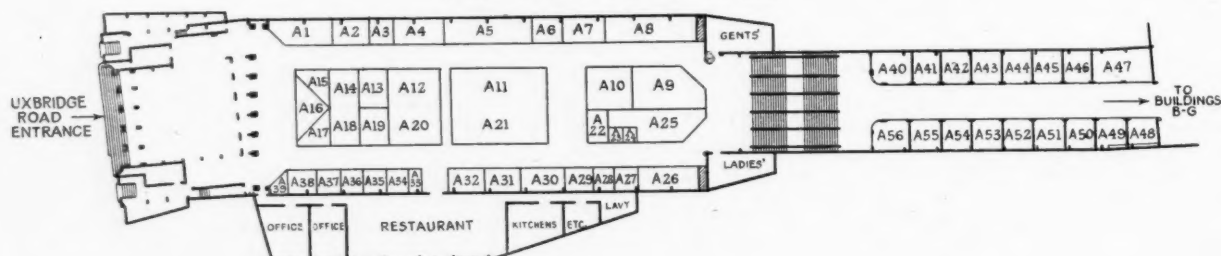 A1 A2 A3 A4 A5 A6 A7 A8
GENTS'
A40 A41 A42 A43 A44 A45 A46 A47
A15 A14 A13 A12 A11 A10 A9
A16
A17 A18 A19 A20 A21 A22 A25
UXBRIDGE
ROAD
ENTRANCE
TO
BUILDINGS
B-G
A56 A55 A54 A53 A52 A51 A50 A49 A48
A39 A38 A37 A36 A35 A34 A33 A32 A31 A30 A29 A28 A27 A26
LADIES'
LAVY
OFFICE OFFICE RESTAURANT KITCHENS ETC.